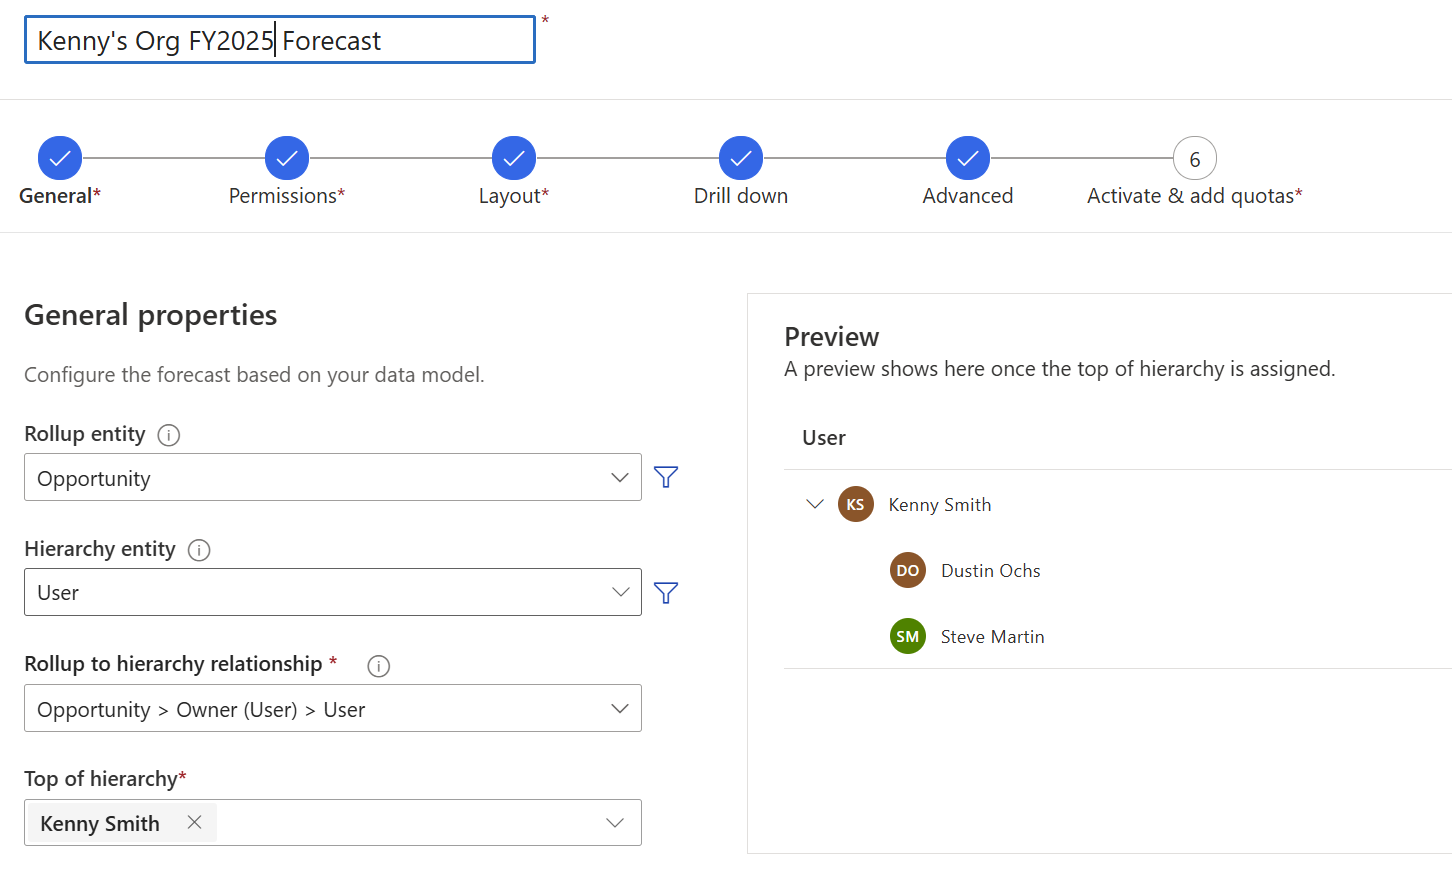 Kenny's Org FY2025 Forecast *
6
General* Permissions* Layout* Drill down Advanced Activate & add quotas*
General properties
Configure the forecast based on your data model.
Rollup entity
Opportunity
Hierarchy entity
User
Rollup to hierarchy relationship *
Opportunity > Owner (User) > User
Top of hierarchy*
Kenny Smith
Preview
A preview shows here once the top of hierarchy is assigned.
User
KS Kenny Smith
DO Dustin Ochs
SM Steve Martin